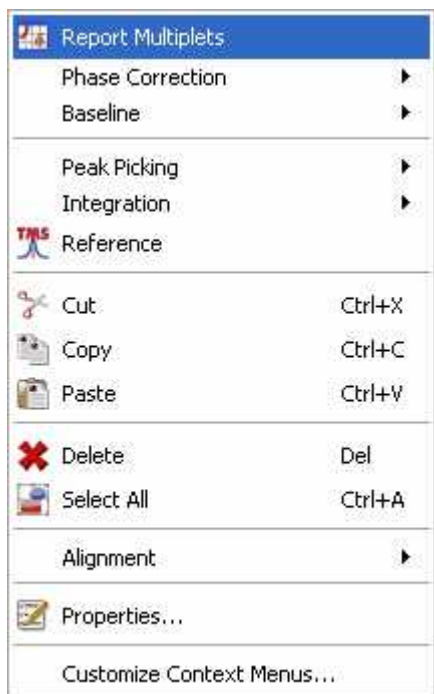 Report Multiplets
Phase Correction
Baseline
Peak Picking
Integration
TMS Reference
Cut Ctrl+X
Copy Ctrl+C
Paste Ctrl+V
Delete Del
Select All Ctrl+A
Alignment
Properties...
Customize Context Menus...